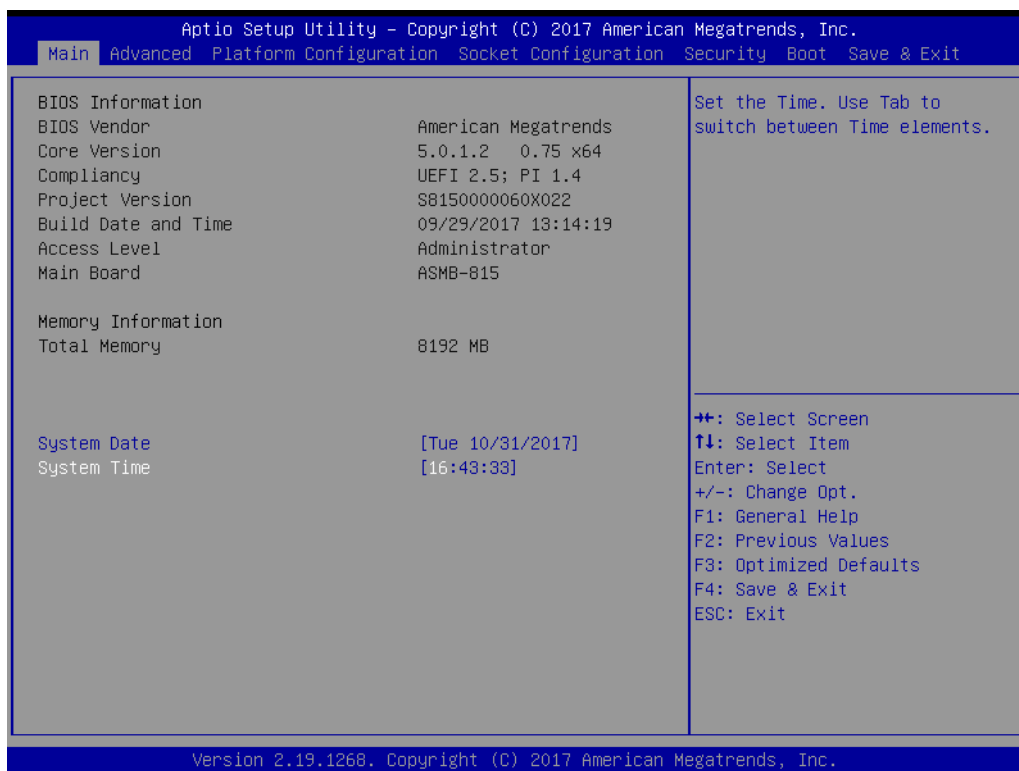 Aptio Setup Utility – Copyright (C) 2017 American Megatrends, Inc.
Main Advanced Platform Configuration Socket Configuration Security Boot Save & Exit
BIOS Information
BIOS Vendor American Megatrends
Core Version 5.0.1.2 0.75 x64
Compliancy UEFI 2.5; PI 1.4
Project Version S8150000060X022
Build Date and Time 09/29/2017 13:14:19
Access Level Administrator
Main Board ASMB-815
Memory Information
Total Memory 8192 MB
System Date [Tue 10/31/2017]
System Time [16:43:33]
Set the Time. Use Tab to
switch between Time elements.
→←: Select Screen
↑↓: Select Item
Enter: Select
+/-: Change Opt.
F1: General Help
F2: Previous Values
F3: Optimized Defaults
F4: Save & Exit
ESC: Exit
Version 2.19.1268. Copyright (C) 2017 American Megatrends, Inc.